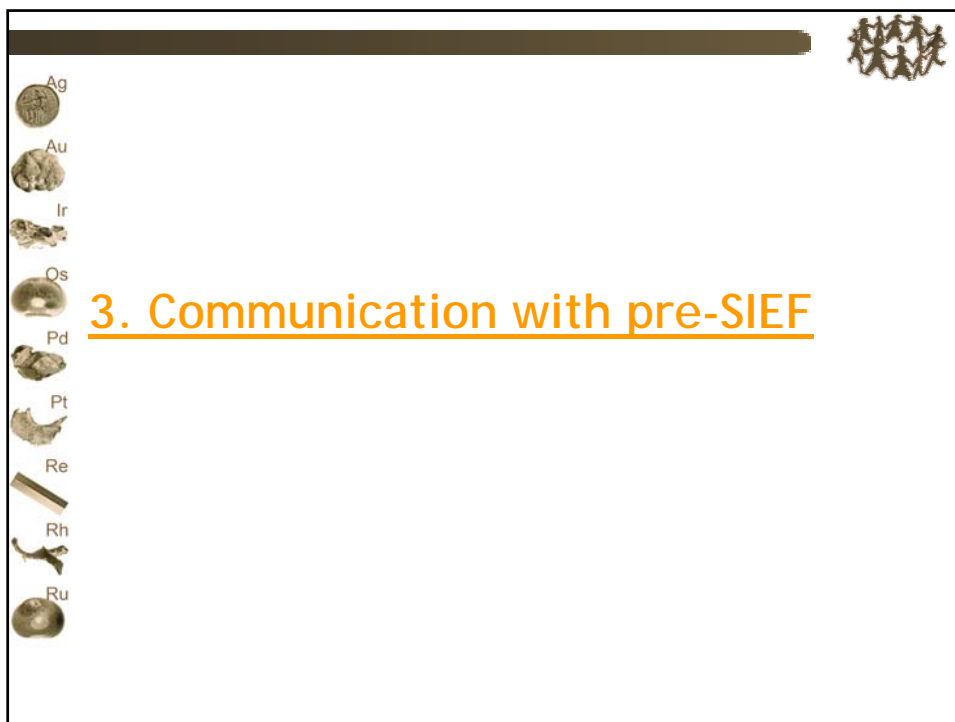 Ag
Au
Ir
Os
3. Communication with pre-SIEF
Pd
Pt
Re
Rh
Ru